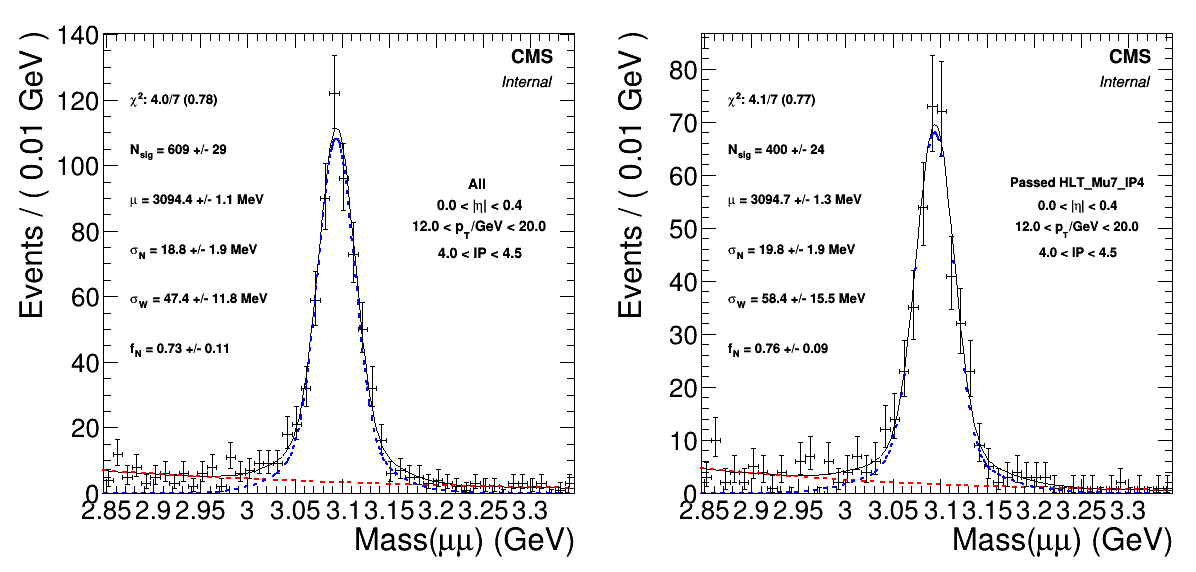 Events / ( 0.01 GeV )
140
120
100
80
60
40
20
0
CMS
Internal
χ²: 4.0/7 (0.78)
N_sig = 609 +/- 29
μ = 3094.4 +/- 1.1 MeV
σ_N = 18.8 +/- 1.9 MeV
σ_W = 47.4 +/- 11.8 MeV
f_N = 0.73 +/- 0.11
All
0.0 < |η| < 0.4
12.0 < p_T/GeV < 20.0
4.0 < IP < 4.5
2.85 2.9 2.95 3 3.05 3.1 3.15 3.2 3.25 3.3
Mass(μμ) (GeV)
Events / ( 0.01 GeV )
80
70
60
50
40
30
20
10
0
CMS
Internal
χ²: 4.1/7 (0.77)
N_sig = 400 +/- 24
μ = 3094.7 +/- 1.3 MeV
σ_N = 19.8 +/- 1.9 MeV
σ_W = 58.4 +/- 15.5 MeV
f_N = 0.76 +/- 0.09
Passed HLT_Mu7_IP4
0.0 < |η| < 0.4
12.0 < p_T/GeV < 20.0
4.0 < IP < 4.5
2.85 2.9 2.95 3 3.05 3.1 3.15 3.2 3.25 3.3
Mass(μμ) (GeV)